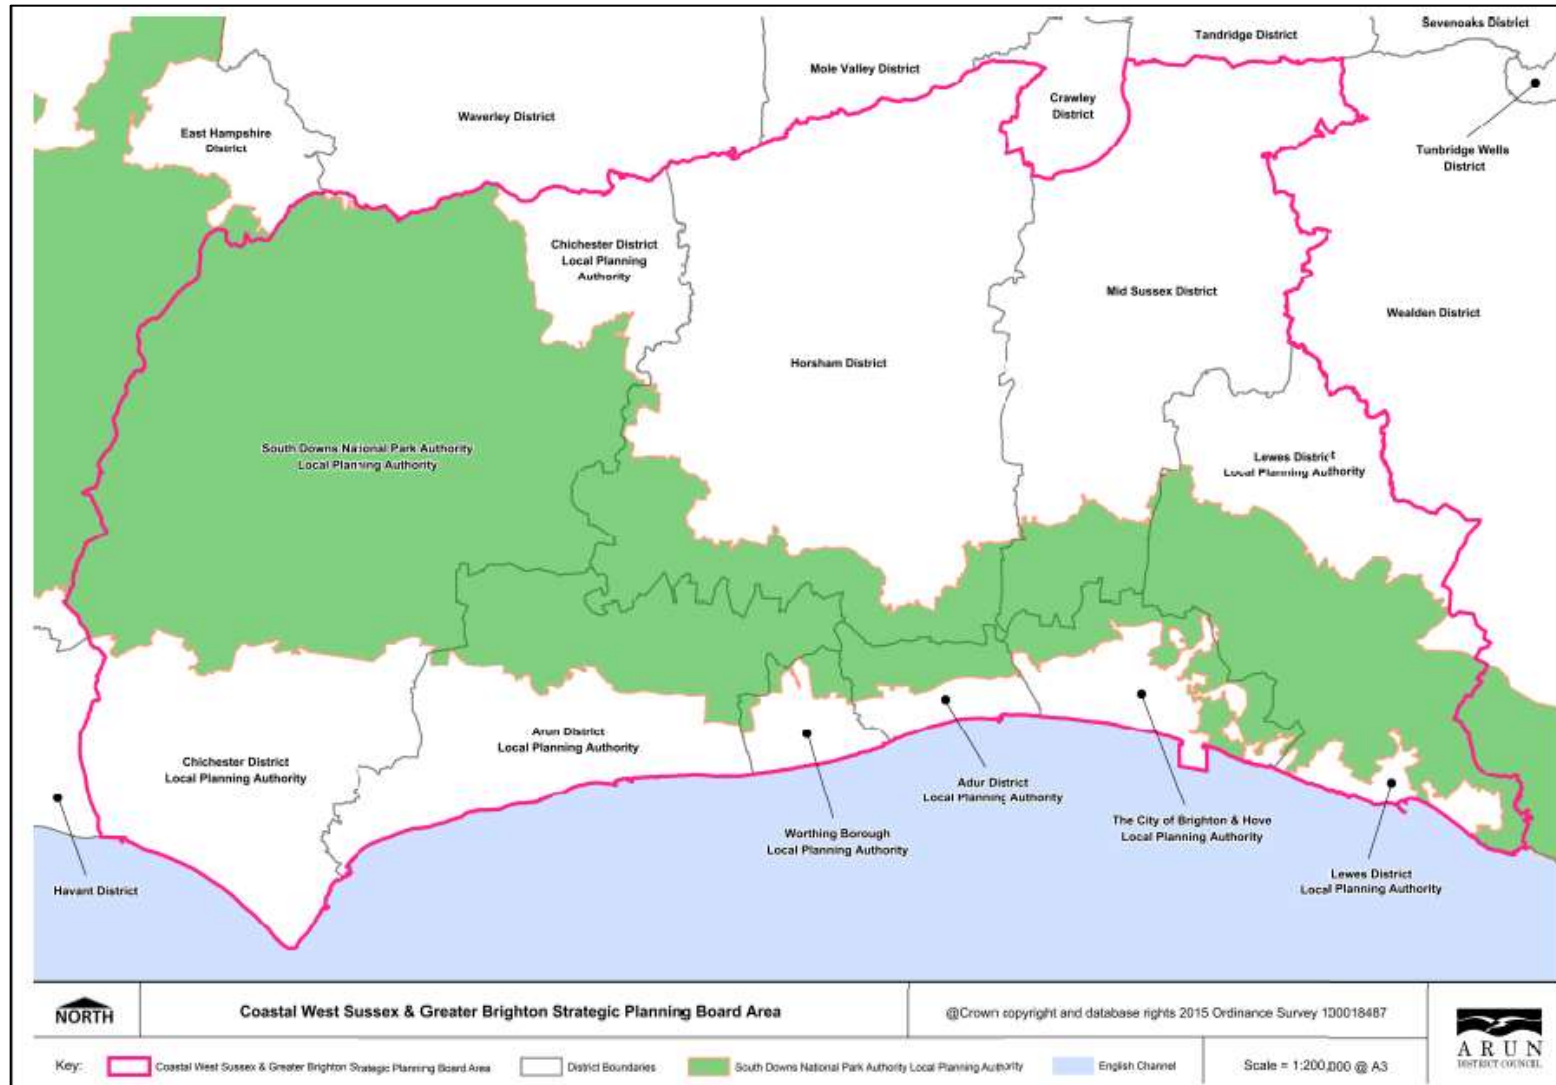 Sevenoaks District
Tandridge District
Mole Valley District
Crawley
District
Waverley District
East Hampshire
District
Tunbridge Wells
District
Chichester District
Local Planning
Authority
Mid Sussex District
Wealden District
Horsham District
South Downs National Park Authority
Local Planning Authority
Lewes District
Local Planning Authority
Arun District
Local Planning Authority
Chichester District
Local Planning Authority
Adur District
Local Planning Authority
The City of Brighton & Hove
Local Planning Authority
Worthing Borough
Local Planning Authority
Lewes District
Local Planning Authority
Havant District
NORTH
Coastal West Sussex & Greater Brighton Strategic Planning Board Area
@Crown copyright and database rights 2015 Ordinance Survey 100018487
ARUN
DISTRICT COUNCIL
Key:
Coastal West Sussex & Greater Brighton Strategic Planning Board Area
District Boundaries
South Downs National Park Authority Local Planning Authority
English Channel
Scale = 1:200,000 @ A3